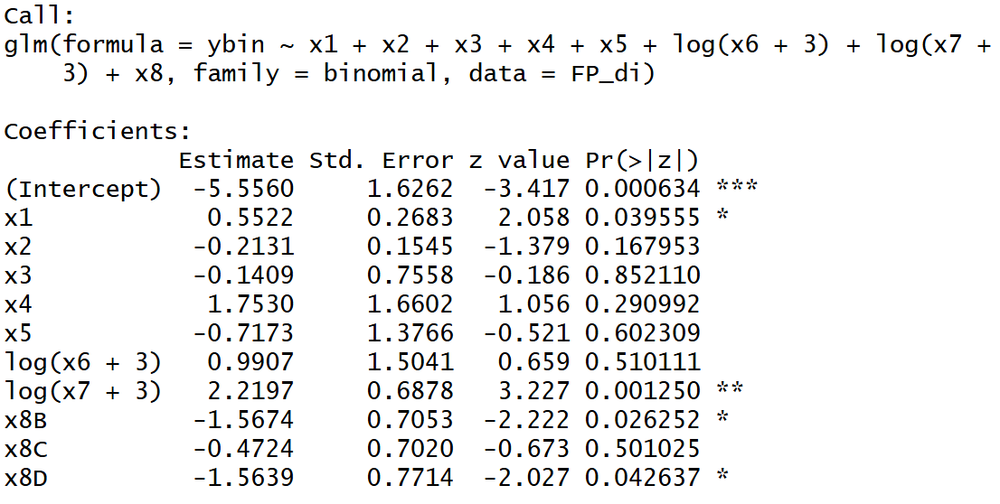 Call:
glm(formula = ybin ~ x1 + x2 + x3 + x4 + x5 + log(x6 + 3) + log(x7 +
    3) + x8, family = binomial, data = FP_di)

Coefficients:
            Estimate Std. Error z value Pr(>|z|)
(Intercept)  -5.5560     1.6262  -3.417 0.000634 ***
x1            0.5522     0.2683   2.058 0.039555 *
x2           -0.2131     0.1545  -1.379 0.167953
x3           -0.1409     0.7558  -0.186 0.852110
x4            1.7530     1.6602   1.056 0.290992
x5           -0.7173     1.3766  -0.521 0.602309
log(x6 + 3)   0.9907     1.5041   0.659 0.510111
log(x7 + 3)   2.2197     0.6878   3.227 0.001250 **
x8B          -1.5674     0.7053  -2.222 0.026252 *
x8C          -0.4724     0.7020  -0.673 0.501025
x8D          -1.5639     0.7714  -2.027 0.042637 *